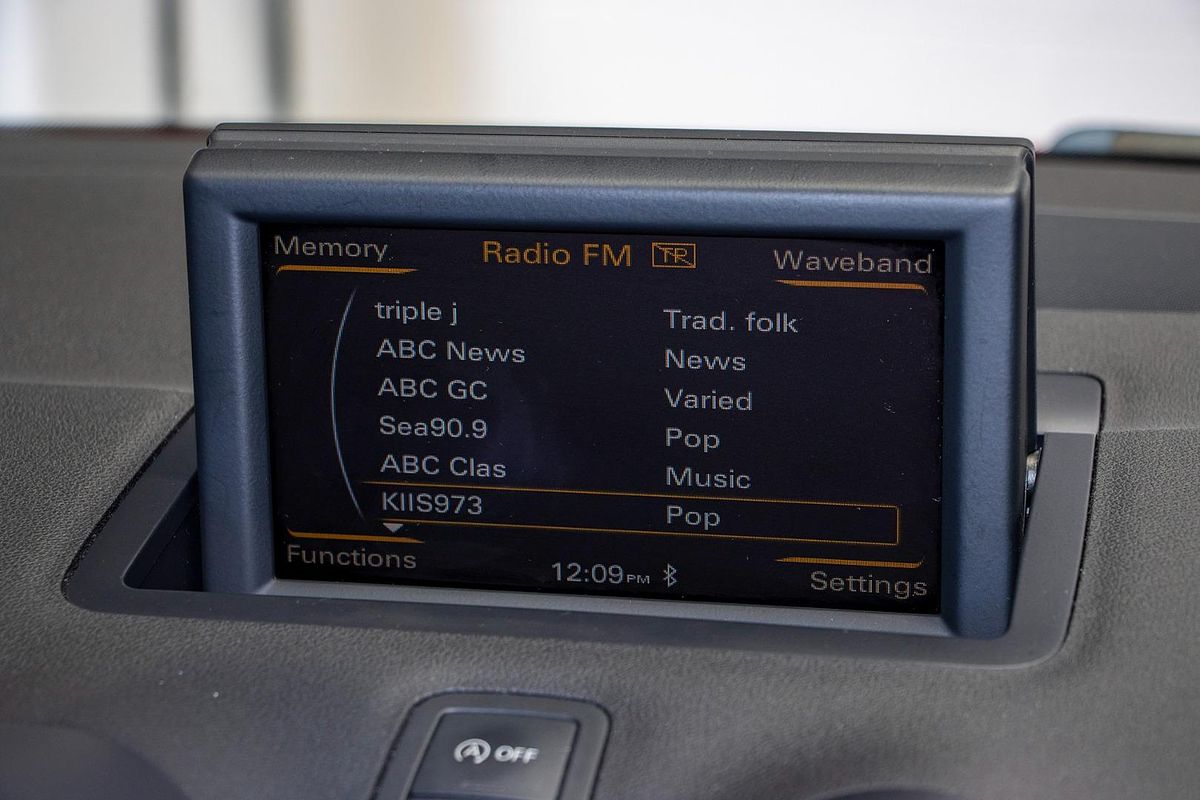 Memory Radio FM TP Waveband
triple j Trad. folk
ABC News News
ABC GC Varied
Sea90.9 Pop
ABC Clas Music
KIIS973 Pop
Functions 12:09PM Settings
A OFF